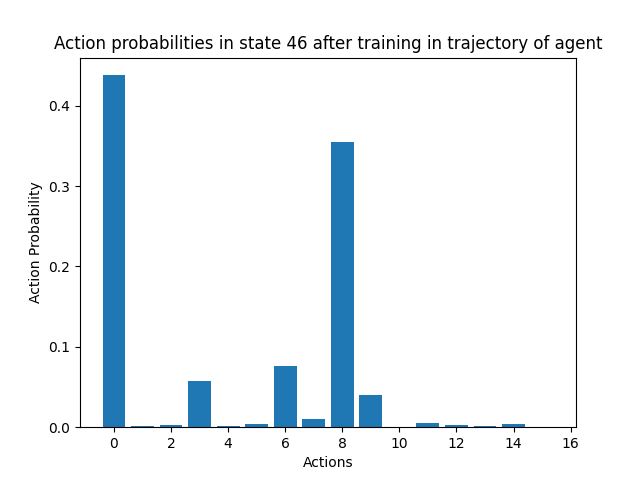 Action probabilities in state 46 after training in trajectory of agent
0.4
0.3
0.2
0.1
0.0
Action Probability
0 2 4 6 8 10 12 14 16
Actions